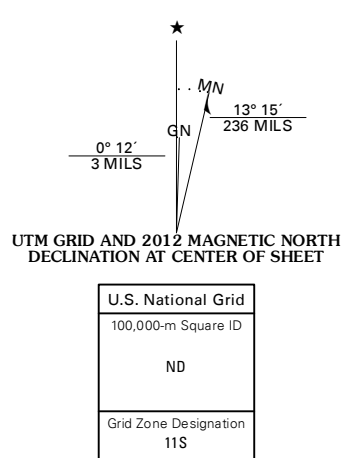 MN
13° 15´
236 MILS
GN
0° 12´
3 MILS
UTM GRID AND 2012 MAGNETIC NORTH
DECLINATION AT CENTER OF SHEET
U.S. National Grid
100,000-m Square ID
ND
Grid Zone Designation
11S